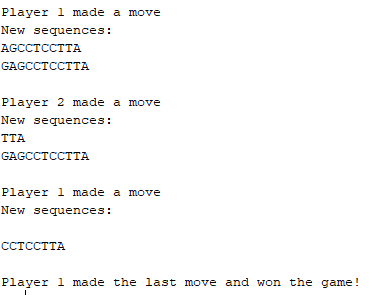 Player 1 made a move
New sequences:
AGCCTCCTTA
GAGCCTCCTTA

Player 2 made a move
New sequences:
TTA
GAGCCTCCTTA

Player 1 made a move
New sequences:

CCTCCTTA

Player 1 made the last move and won the game!